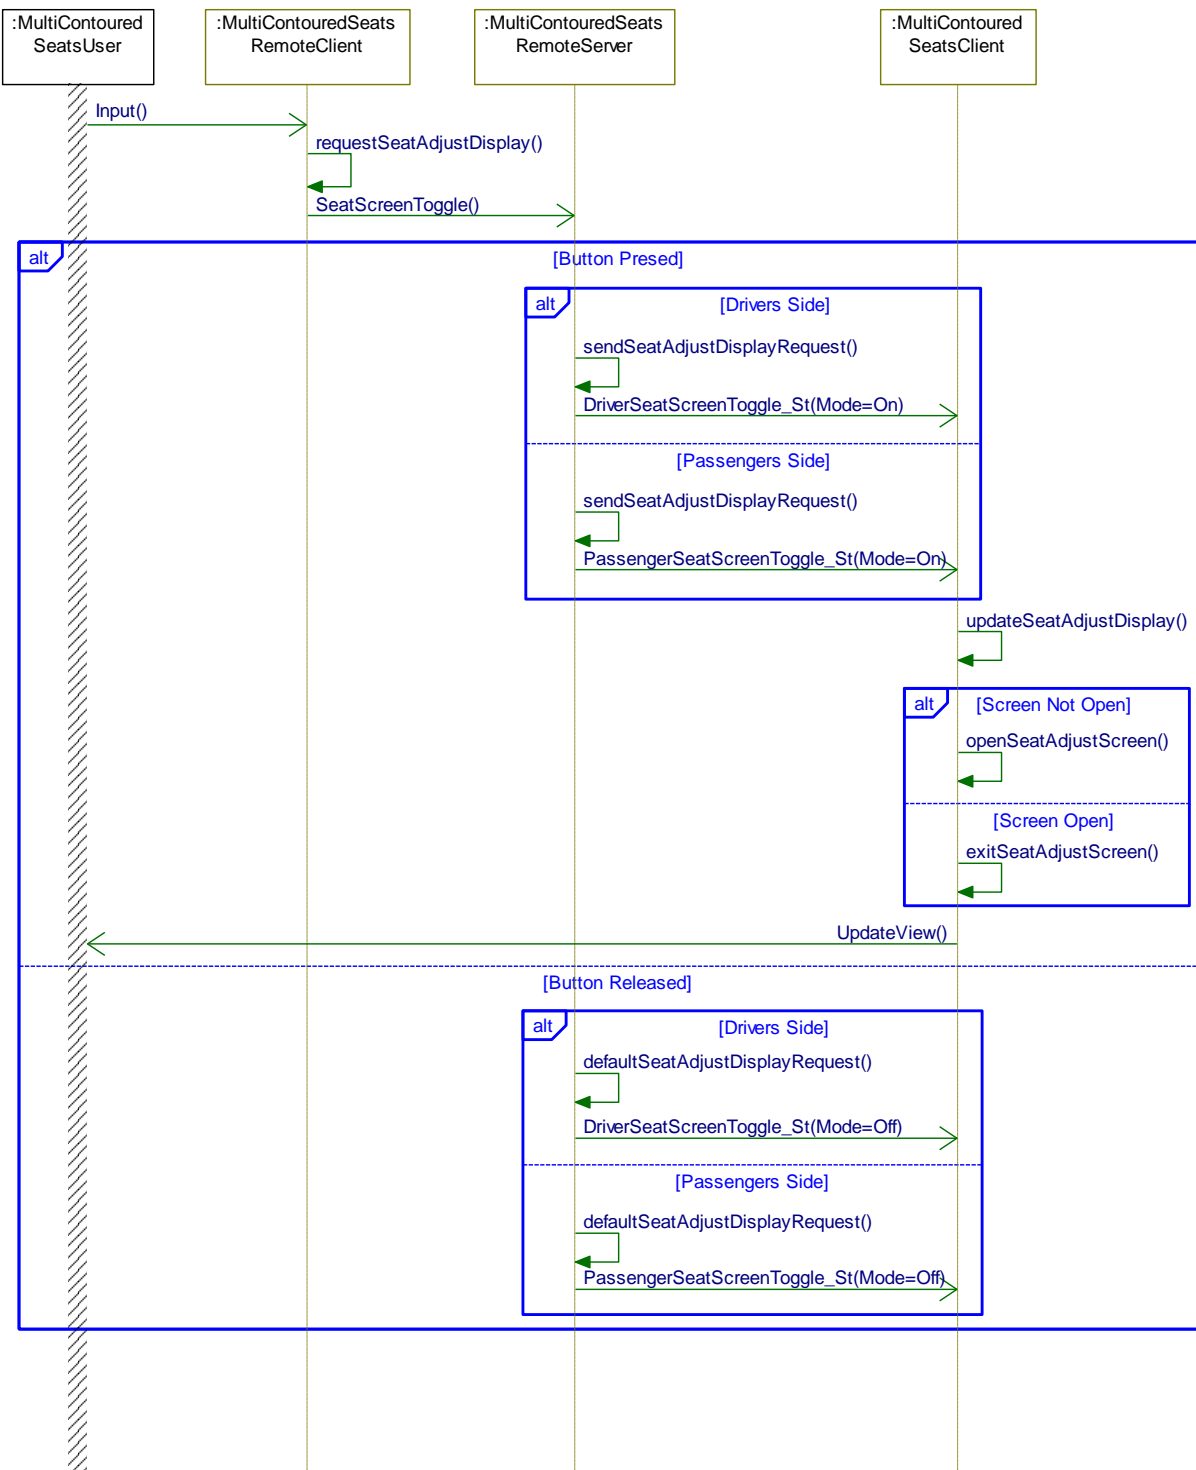 :MultiContoured
SeatsUser
:MultiContouredSeats
RemoteClient
:MultiContouredSeats
RemoteServer
:MultiContoured
SeatsClient
Input()
requestSeatAdjustDisplay()
SeatScreenToggle()
alt
[Button Presed]
alt
[Drivers Side]
sendSeatAdjustDisplayRequest()
DriverSeatScreenToggle_St(Mode=On)
[Passengers Side]
sendSeatAdjustDisplayRequest()
PassengerSeatScreenToggle_St(Mode=On)
updateSeatAdjustDisplay()
alt
[Screen Not Open]
openSeatAdjustScreen()
[Screen Open]
exitSeatAdjustScreen()
UpdateView()
[Button Released]
alt
[Drivers Side]
defaultSeatAdjustDisplayRequest()
DriverSeatScreenToggle_St(Mode=Off)
[Passengers Side]
defaultSeatAdjustDisplayRequest()
PassengerSeatScreenToggle_St(Mode=Off)